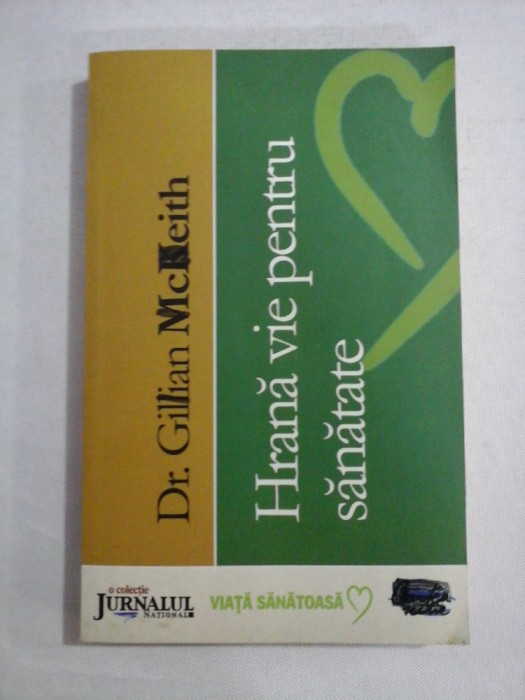 Dr. Gillian McKeith
Hrană vie pentru
sănătate
o colecție
JURNALUL
NAȚIONAL
VIAȚĂ SĂNĂTOASĂ